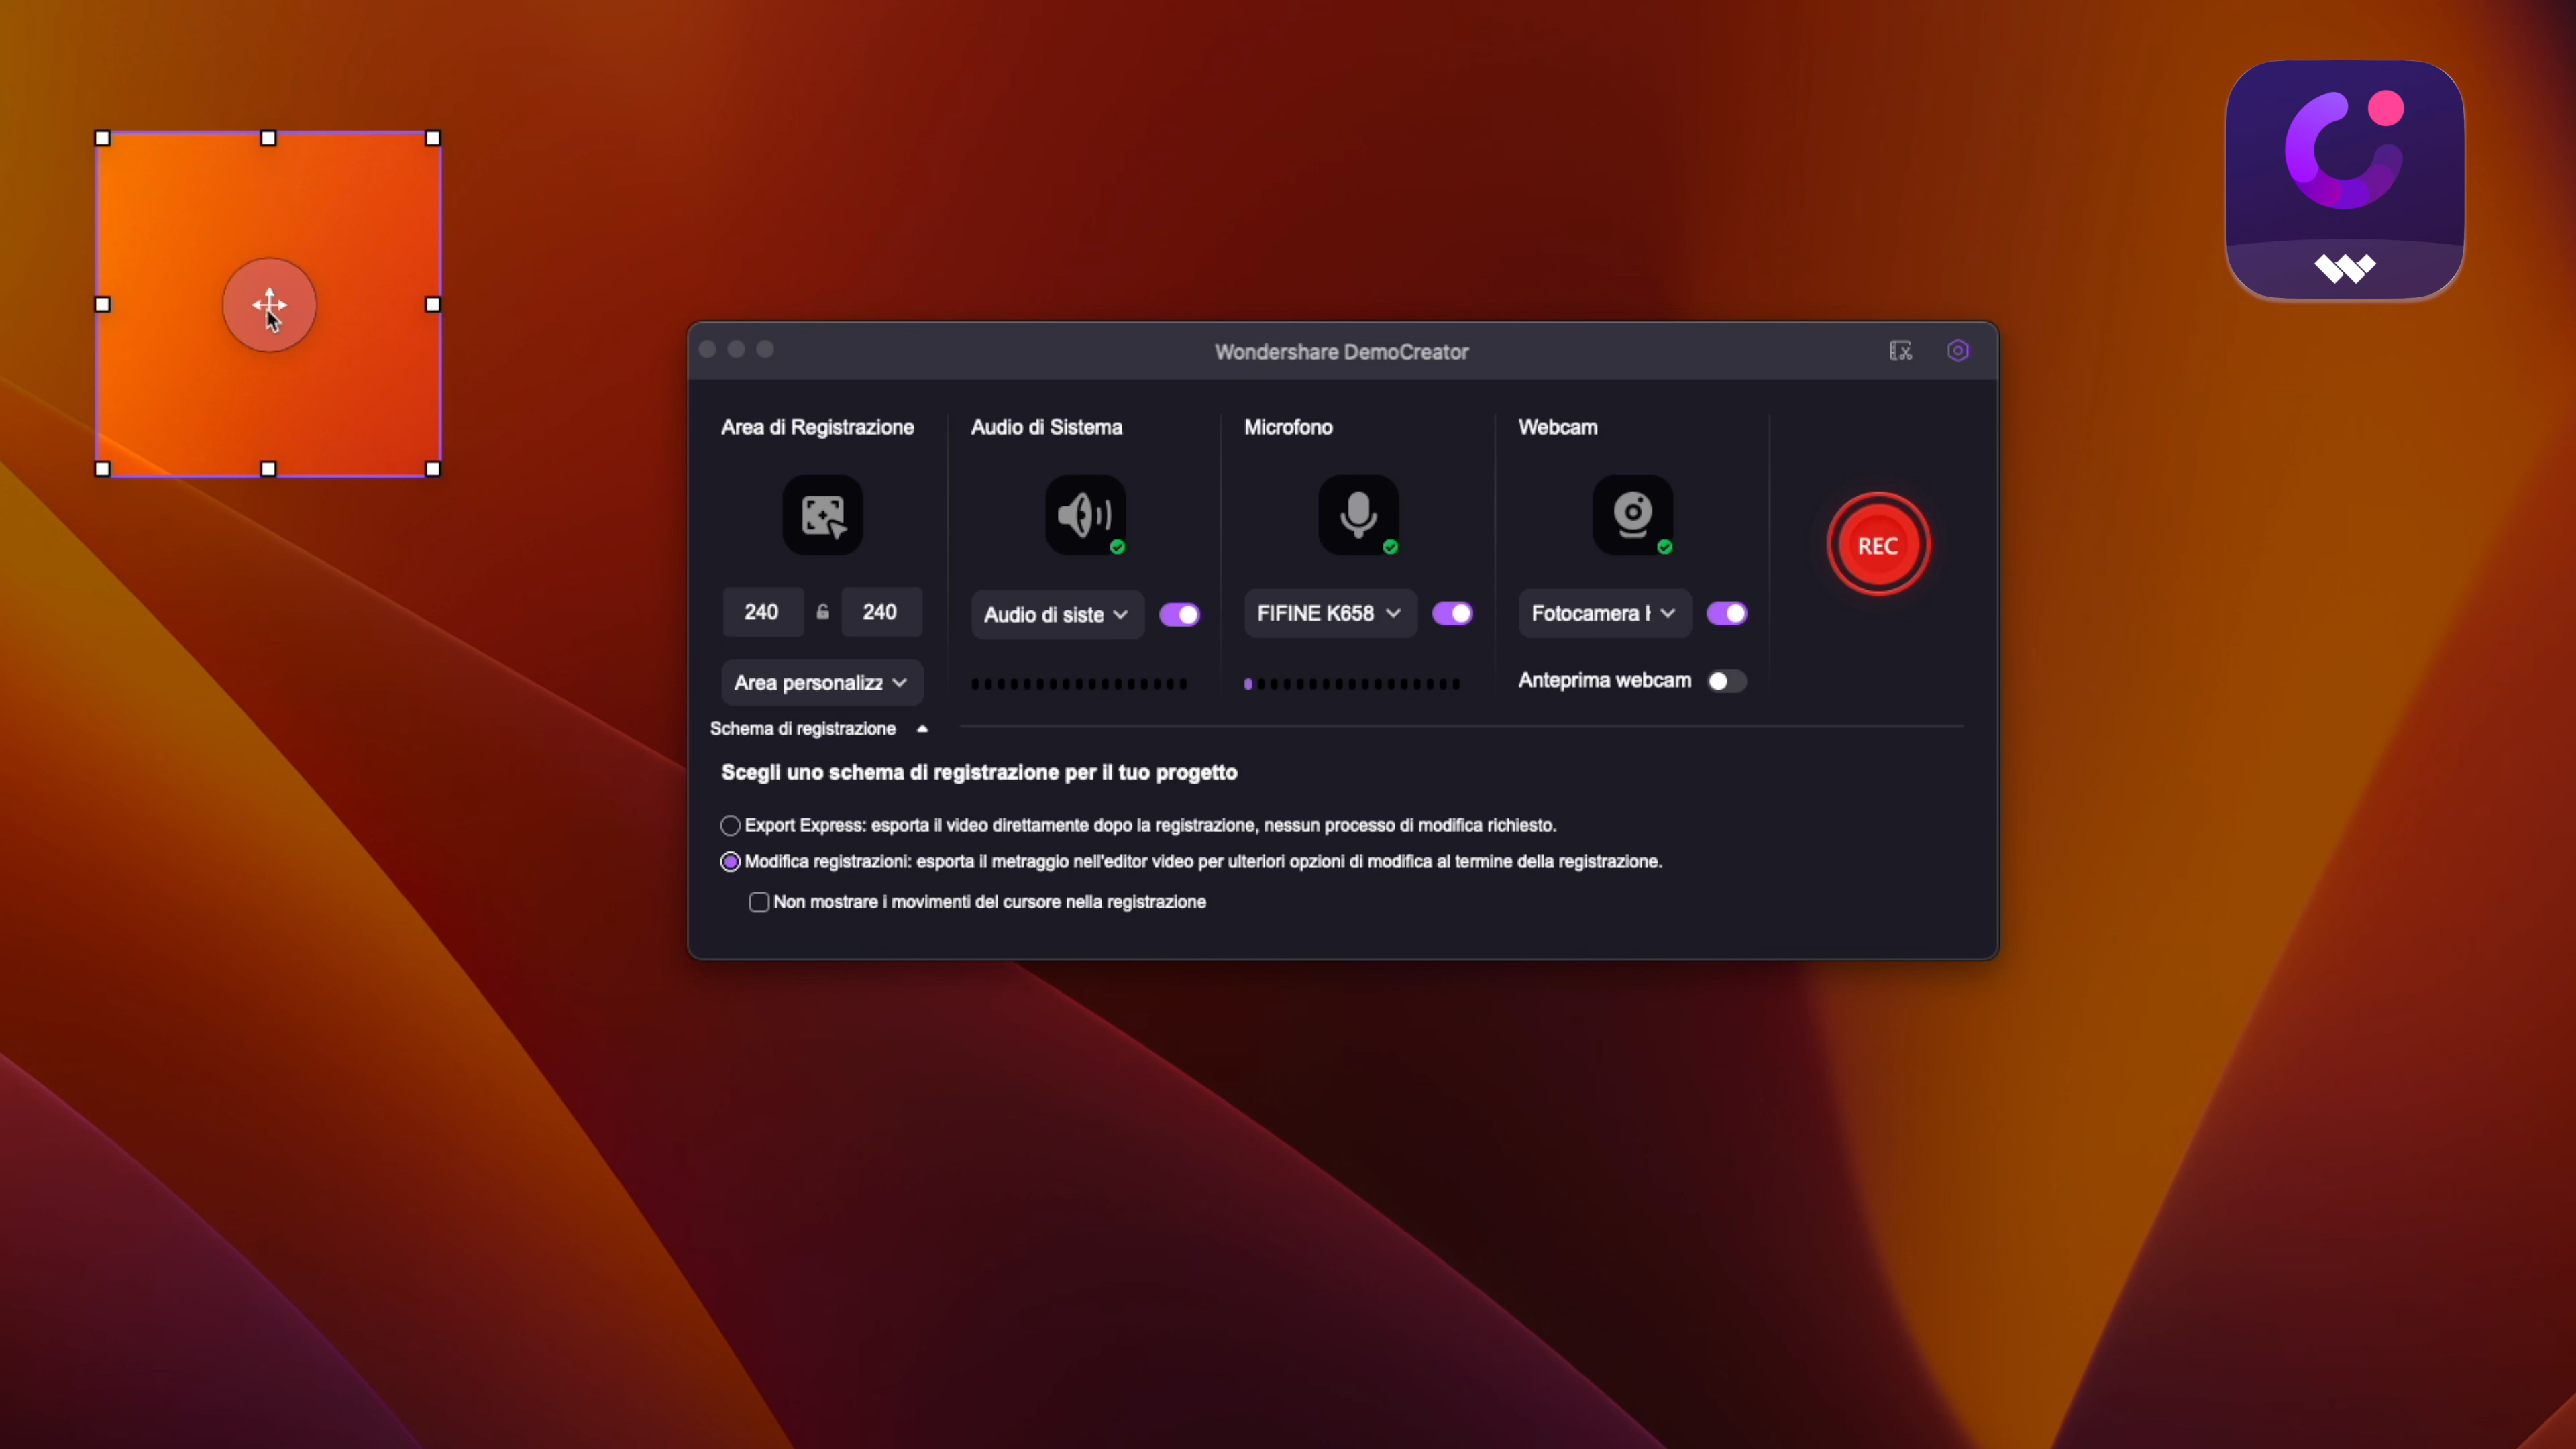 Wondershare DemoCreator
Area di Registrazione
Audio di Sistema
Microfono
Webcam
REC
240
240
Audio di siste
FIFINE K658
Fotocamera
Area personalizz
Anteprima webcam
Schema di registrazione
Scegli uno schema di registrazione per il tuo progetto
Export Express: esporta il video direttamente dopo la registrazione, nessun processo di modifica richiesto.
Modifica registrazioni: esporta il metraggio nell'editor video per ulteriori opzioni di modifica al termine della registrazione.
Non mostrare i movimenti del cursore nella registrazione